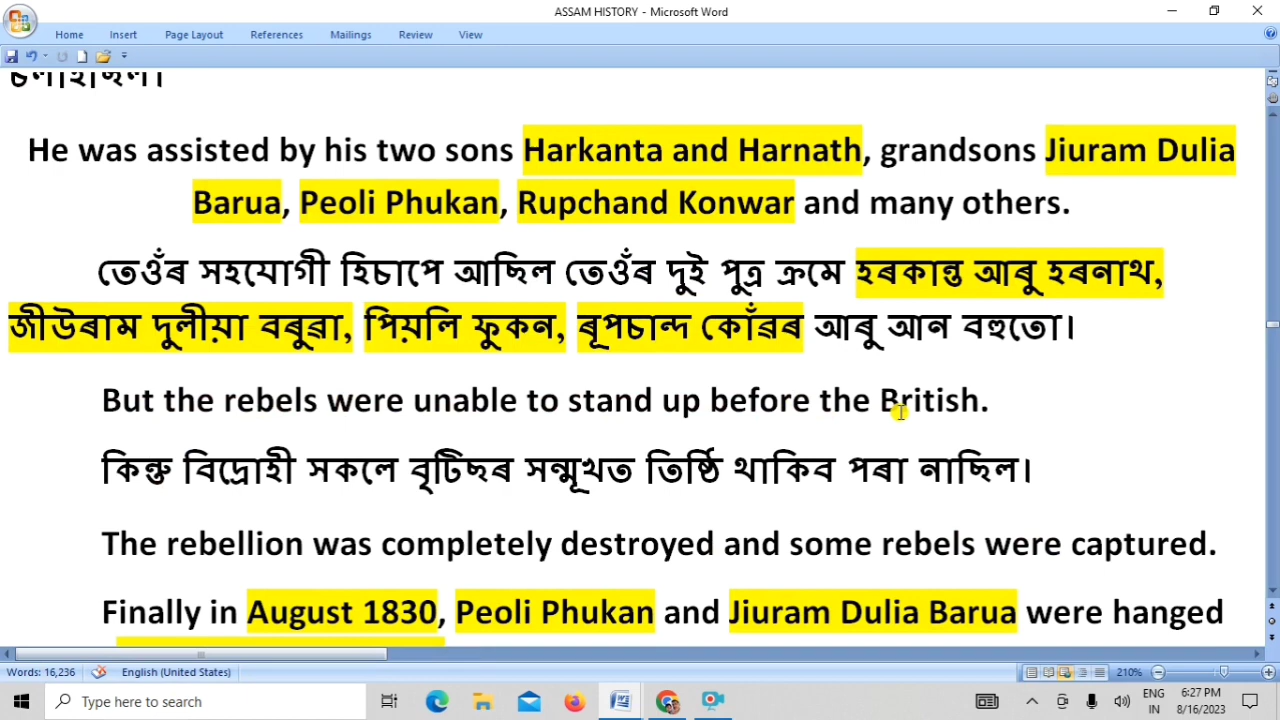 ASSAM HISTORY - Microsoft Word
Home Insert Page Layout References Mailings Review View
He was assisted by his two sons Harkanta and Harnath, grandsons Jiuram Dulia
Barua, Peoli Phukan, Rupchand Konwar and many others.
তেওঁৰ সহযোগী হিচাপে আছিল তেওঁৰ দুই পুত্ৰ ক্ৰমে হৰকান্ত আৰু হৰনাথ,
জীউৰাম দুলীয়া বৰুৱা, পিয়লি ফুকন, ৰূপচান্দ কোঁৱৰ আৰু আন বহুতো।
But the rebels were unable to stand up before the British.
কিন্তু বিদ্ৰোহী সকলে বৃটিছৰ সন্মূখত তিষ্ঠি থাকিব পৰা নাছিল।
The rebellion was completely destroyed and some rebels were captured.
Finally in August 1830, Peoli Phukan and Jiuram Dulia Barua were hanged
Words: 16,236 English (United States) 210%
Type here to search ENG 6:27 PM
IN 8/16/2023